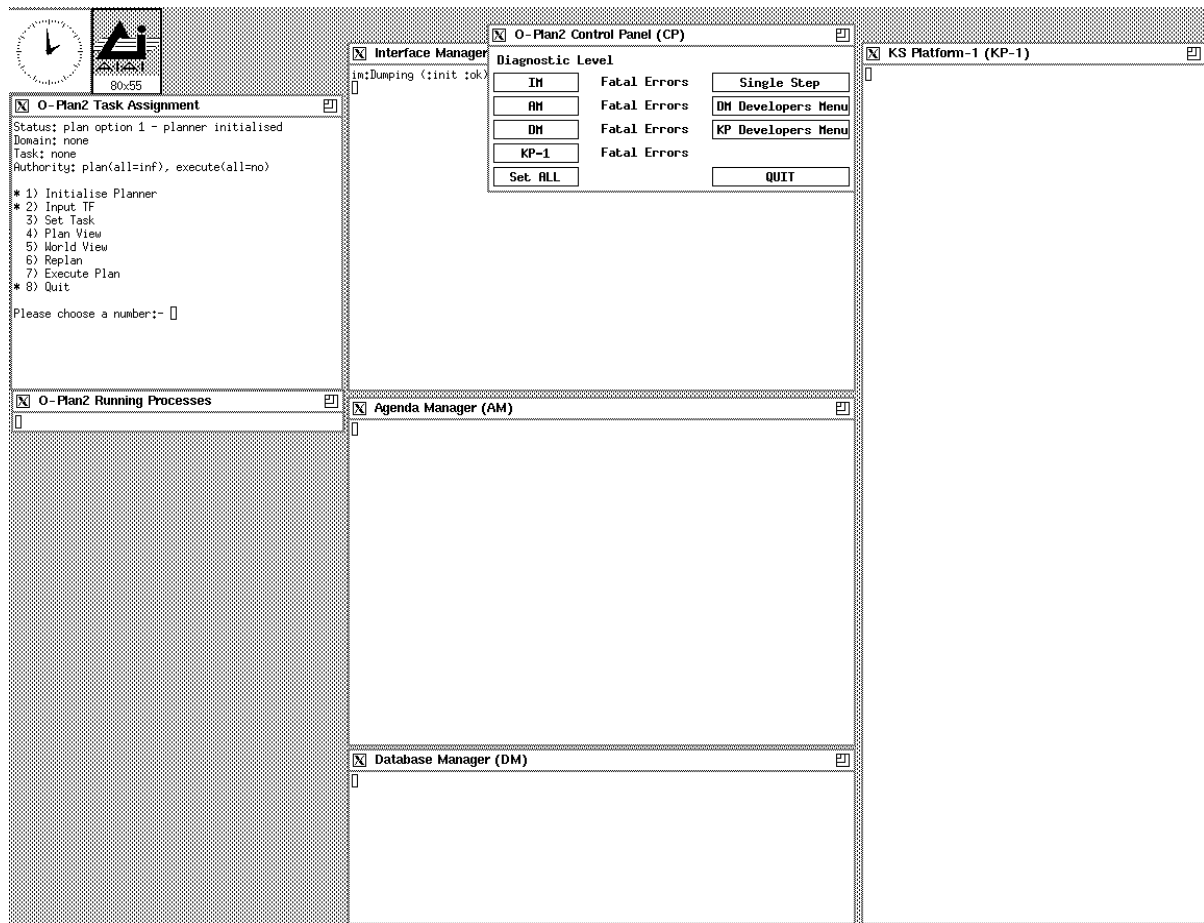 Ai
AIAI
80x55
O-Plan2 Task Assignment
Status: plan option 1 - planner initialised
Domain: none
Task: none
Authority: plan(all=inf), execute(all=no)
* 1) Initialise Planner
* 2) Input TF
3) Set Task
4) Plan View
5) World View
6) Replan
7) Execute Plan
* 8) Quit
Please choose a number:-
O-Plan2 Running Processes
Interface Manager
im:Dumping (:init :ok)
O-Plan2 Control Panel (CP)
Diagnostic Level
IM Fatal Errors Single Step
AM Fatal Errors DM Developers Menu
DM Fatal Errors KP Developers Menu
KP-1 Fatal Errors
Set ALL QUIT
Agenda Manager (AM)
Database Manager (DM)
KS Platform-1 (KP-1)